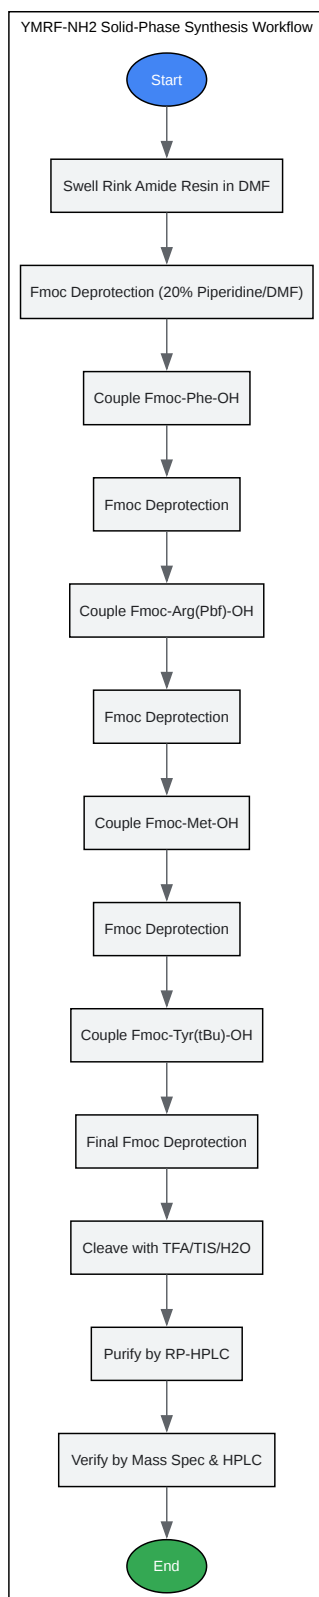 YMRF-NH2 Solid-Phase Synthesis Workflow
Start
Swell Rink Amide Resin in DMF
Fmoc Deprotection (20% Piperidine/DMF)
Couple Fmoc-Phe-OH
Fmoc Deprotection
Couple Fmoc-Arg(Pbf)-OH
Fmoc Deprotection
Couple Fmoc-Met-OH
Fmoc Deprotection
Couple Fmoc-Tyr(tBu)-OH
Final Fmoc Deprotection
Cleave with TFA/TIS/H2O
Purify by RP-HPLC
Verify by Mass Spec & HPLC
End